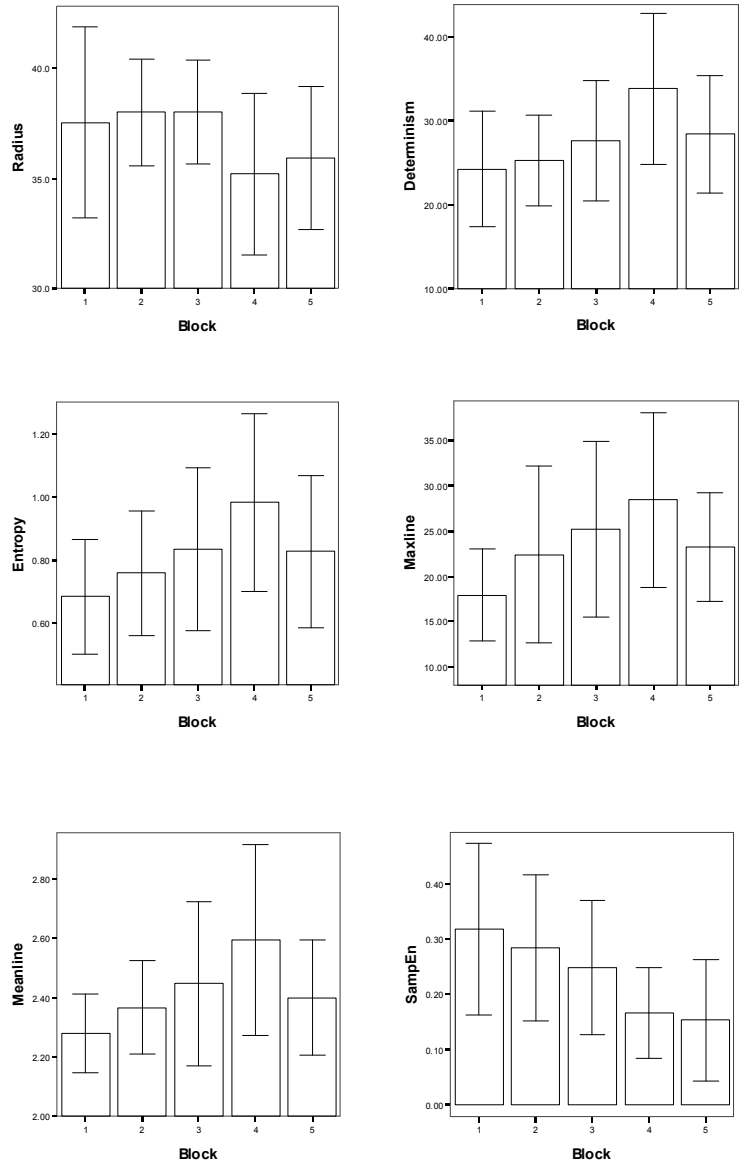 Radius
40.0
35.0
30.0
1 2 3 4 5
Block
Determinism
40.00
30.00
20.00
10.00
1 2 3 4 5
Block
Entropy
1.20
1.00
0.80
0.60
1 2 3 4 5
Block
Maxline
35.00
30.00
25.00
20.00
15.00
10.00
1 2 3 4 5
Block
Meanline
2.80
2.60
2.40
2.20
2.00
1 2 3 4 5
Block
SampEn
0.40
0.30
0.20
0.10
0.00
1 2 3 4 5
Block